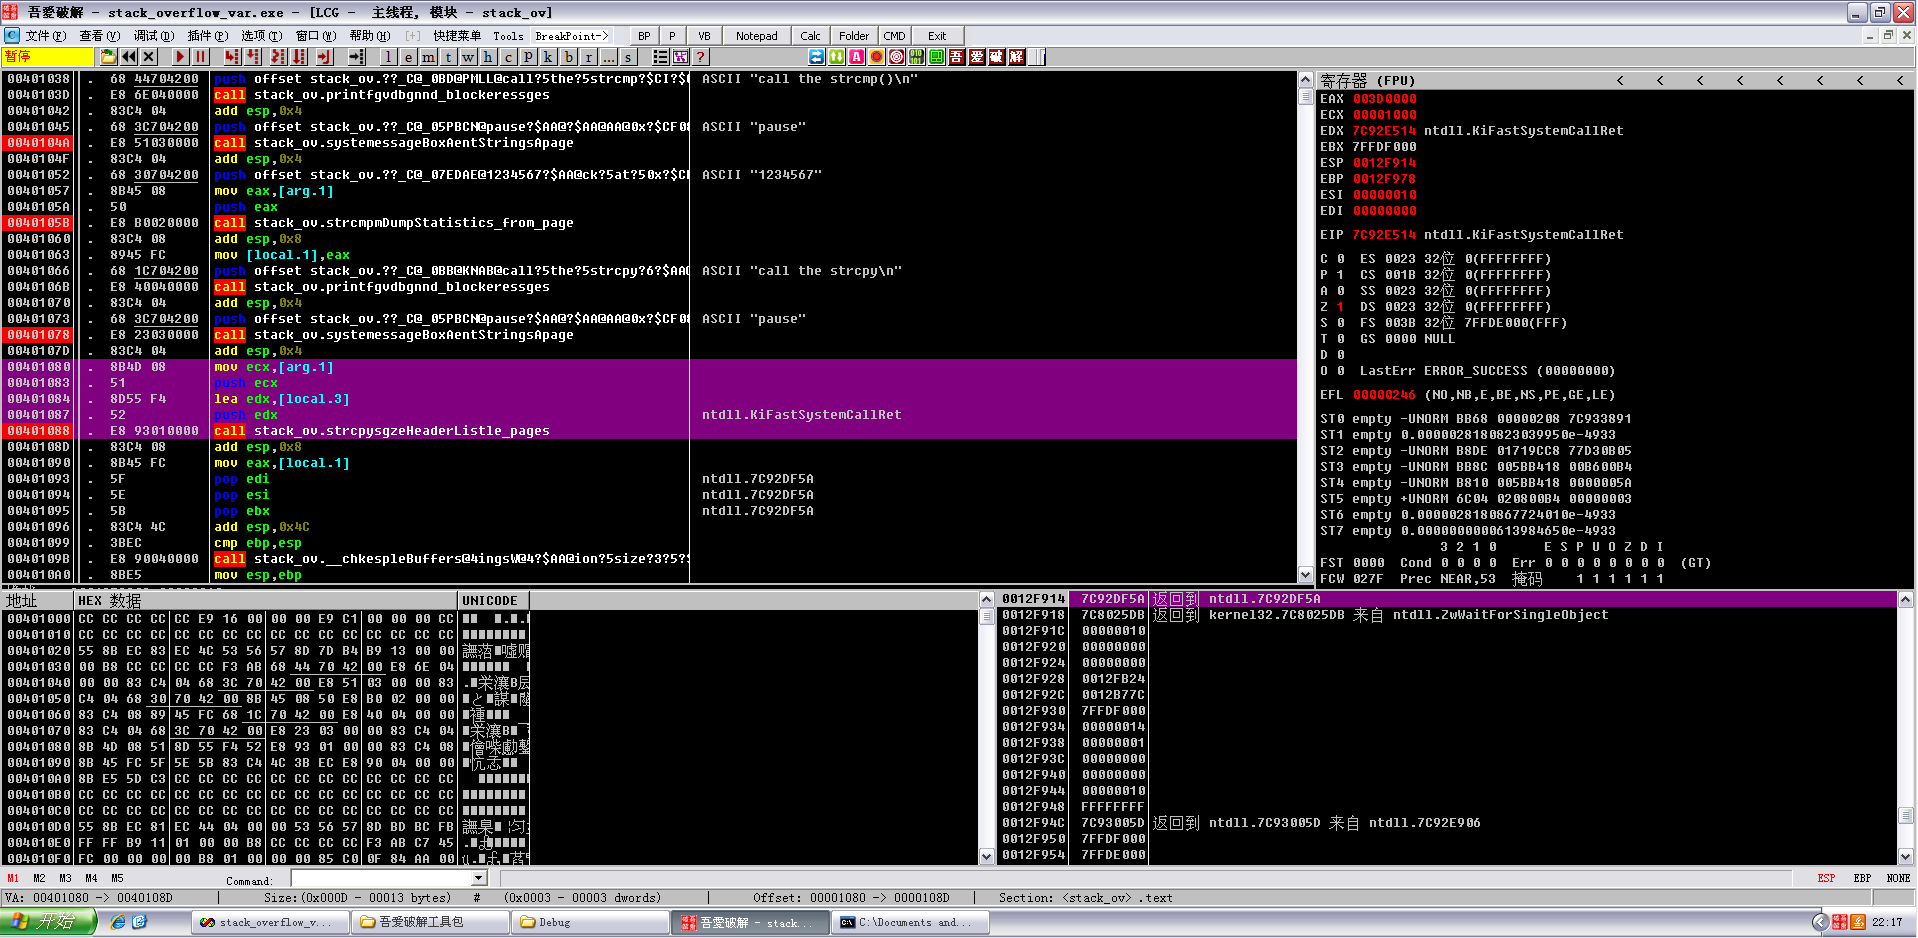 吾爱破解 - stack_overflow_var.exe - [LCG - 主线程, 模块 - stack_ov]
文件(F) 查看(V) 调试(D) 插件(P) 选项(T) 窗口(W) 帮助(H) [+] 快捷菜单 Tools BreakPoint-> BP P VB Notepad Calc Folder CMD Exit
暂停 l e m t w h c p k b r ... s ? 吾 爱 破 解
00401038 . 68 44704200 push offset stack_ov.??_C@_0BD@PMLL@call?5the?5strcmp?$CI?$ ASCII "call the strcmp()\n"
0040103D . E8 6E040000 call stack_ov.printfgvdbgnnd_blockeressges
00401042 . 83C4 04 add esp,0x4
00401045 . 68 3C704200 push offset stack_ov.??_C@_05PBCN@pause?$AA@?$AA@AA@0x?$CF0 ASCII "pause"
0040104A . E8 51030000 call stack_ov.systemessageBoxAentStringsApage
0040104F . 83C4 04 add esp,0x4
00401052 . 68 30704200 push offset stack_ov.??_C@_07EDAE@1234567?$AA@ck?5at?50x?$C ASCII "1234567"
00401057 . 8B45 08 mov eax,[arg.1]
0040105A . 50 push eax
0040105B . E8 B0020000 call stack_ov.strcmpmDumpStatistics_from_page
00401060 . 83C4 08 add esp,0x8
00401063 . 8945 FC mov [local.1],eax
00401066 . 68 1C704200 push offset stack_ov.??_C@_0BB@KNAB@call?5the?5strcpy?6?$AA ASCII "call the strcpy\n"
0040106B . E8 40040000 call stack_ov.printfgvdbgnnd_blockeressges
00401070 . 83C4 04 add esp,0x4
00401073 . 68 3C704200 push offset stack_ov.??_C@_05PBCN@pause?$AA@?$AA@AA@0x?$CF0 ASCII "pause"
00401078 . E8 23030000 call stack_ov.systemessageBoxAentStringsApage
0040107D . 83C4 04 add esp,0x4
00401080 . 8B4D 08 mov ecx,[arg.1]
00401083 . 51 push ecx
00401084 . 8D55 F4 lea edx,[local.3]
00401087 . 52 push edx ntdll.KiFastSystemCallRet
00401088 . E8 93010000 call stack_ov.strcpysgzeHeaderListle_pages
0040108D . 83C4 08 add esp,0x8
00401090 . 8B45 FC mov eax,[local.1]
00401093 . 5F pop edi ntdll.7C92DF5A
00401094 . 5E pop esi ntdll.7C92DF5A
00401095 . 5B pop ebx ntdll.7C92DF5A
00401096 . 83C4 4C add esp,0x4C
00401099 . 3BEC cmp ebp,esp
0040109B . E8 90040000 call stack_ov.__chkespleBuffers@4ingsW@4?$AA@ion?5size?3?5?
004010A0 . 8BE5 mov esp,ebp
寄存器 (FPU) < < < < < < < <
EAX 003D0000
ECX 00001000
EDX 7C92E514 ntdll.KiFastSystemCallRet
EBX 7FFDF000
ESP 0012F914
EBP 0012F978
ESI 00000010
EDI 00000000
EIP 7C92E514 ntdll.KiFastSystemCallRet
C 0 ES 0023 32位 0(FFFFFFFF)
P 1 CS 001B 32位 0(FFFFFFFF)
A 0 SS 0023 32位 0(FFFFFFFF)
Z 1 DS 0023 32位 0(FFFFFFFF)
S 0 FS 003B 32位 7FFDE000(FFF)
T 0 GS 0000 NULL
D 0
O 0 LastErr ERROR_SUCCESS (00000000)
EFL 00000246 (NO,NB,E,BE,NS,PE,GE,LE)
ST0 empty -UNORM BB68 00000208 7C933891
ST1 empty 0.0000028180823039950e-4933
ST2 empty -UNORM B8DE 01719CC8 77D30B05
ST3 empty -UNORM BB8C 005BB418 00B600B4
ST4 empty -UNORM B810 005BB418 0000005A
ST5 empty +UNORM 6C04 020800B4 00000003
ST6 empty 0.0000028180867724010e-4933
ST7 empty 0.0000000000613984650e-4933
3 2 1 0 E S P U O Z D I
FST 0000 Cond 0 0 0 0 Err 0 0 0 0 0 0 0 0 (GT)
FCW 027F Prec NEAR,53 掩码 1 1 1 1 1 1
地址 HEX 数据 UNICODE
00401000 CC CC CC CC CC E9 16 00 00 00 E9 C1 00 00 00 CC
00401010 CC CC CC CC CC CC CC CC CC CC CC CC CC CC CC CC
00401020 55 8B EC 83 EC 4C 53 56 57 8D 7D B4 B9 13 00 00
00401030 00 B8 CC CC CC CC F3 AB 68 44 70 42 00 E8 6E 04
00401040 00 00 83 C4 04 68 3C 70 42 00 E8 51 03 00 00 83
00401050 C4 04 68 30 70 42 00 8B 45 08 50 E8 B0 02 00 00
00401060 83 C4 08 89 45 FC 68 1C 70 42 00 E8 40 04 00 00
00401070 83 C4 04 68 3C 70 42 00 E8 23 03 00 00 83 C4 04
00401080 8B 4D 08 51 8D 55 F4 52 E8 93 01 00 00 83 C4 08
00401090 8B 45 FC 5F 5E 5B 83 C4 4C 3B EC E8 90 04 00 00
004010A0 8B E5 5D C3 CC CC CC CC CC CC CC CC CC CC CC CC
004010B0 CC CC CC CC CC CC CC CC CC CC CC CC CC CC CC CC
004010C0 CC CC CC CC CC CC CC CC CC CC CC CC CC CC CC CC
004010D0 55 8B EC 81 EC 44 04 00 00 53 56 57 8D BD BC FB
004010E0 FF FF B9 11 01 00 00 B8 CC CC CC CC F3 AB C7 45
004010F0 FC 00 00 00 00 B8 01 00 00 00 85 C0 0F 84 AA 00
0012F914 7C92DF5A 返回到 ntdll.7C92DF5A
0012F918 7C8025DB 返回到 kernel32.7C8025DB 来自 ntdll.ZwWaitForSingleObject
0012F91C 00000010
0012F920 00000000
0012F924 00000000
0012F928 0012FB24
0012F92C 0012B77C
0012F930 7FFDF000
0012F934 00000014
0012F938 00000001
0012F93C 00000000
0012F940 00000000
0012F944 00000010
0012F948 FFFFFFFF
0012F94C 7C93005D 返回到 ntdll.7C93005D 来自 ntdll.7C92E906
0012F950 7FFDF000
0012F954 7FFDE000
M1 M2 M3 M4 M5 Command: ESP EBP NONE
VA: 00401080 -> 0040108D Size:(0x000D - 00013 bytes) # (0x0003 - 00003 dwords) Offset: 00001080 -> 0000108D Section: <stack_ov> .text
开始 stack_overflow_v... 吾爱破解工具包 Debug 吾爱破解 - stack... C:\Documents and... 22:17